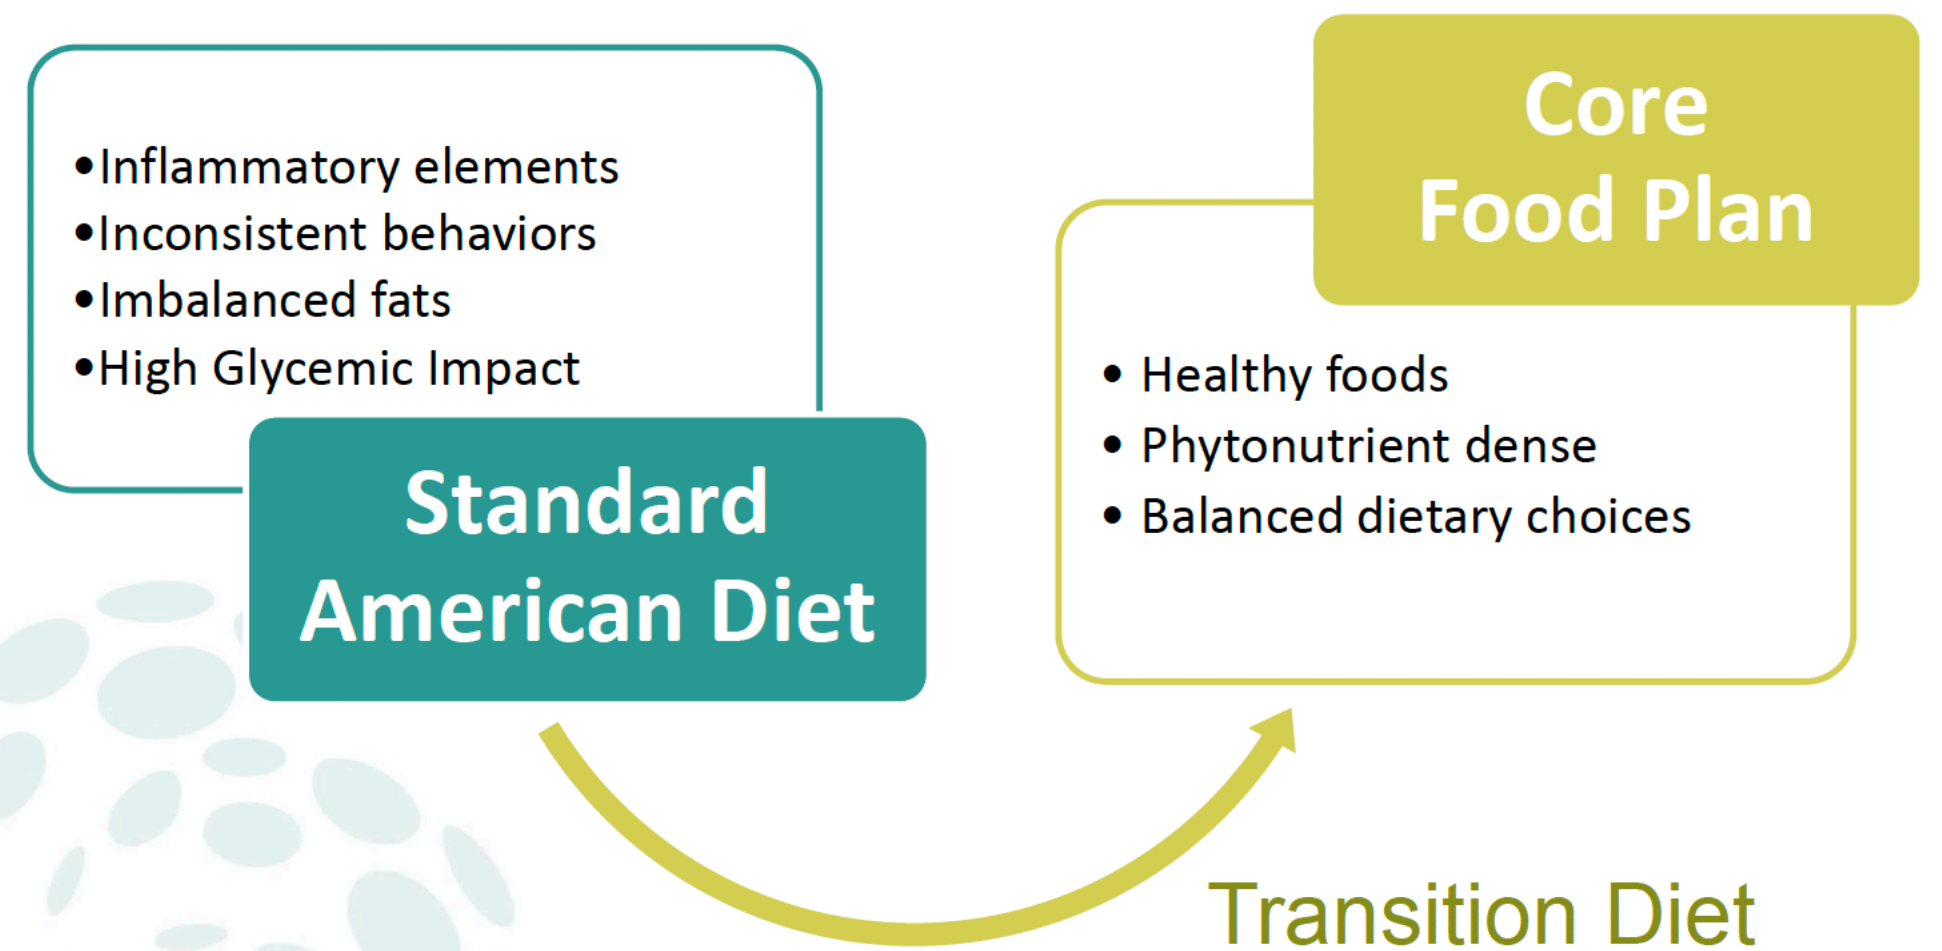 •Inflammatory elements
•Inconsistent behaviors
•Imbalanced fats
•High Glycemic Impact
Standard
American Diet
Core
Food Plan
• Healthy foods
• Phytonutrient dense
• Balanced dietary choices
Transition Diet